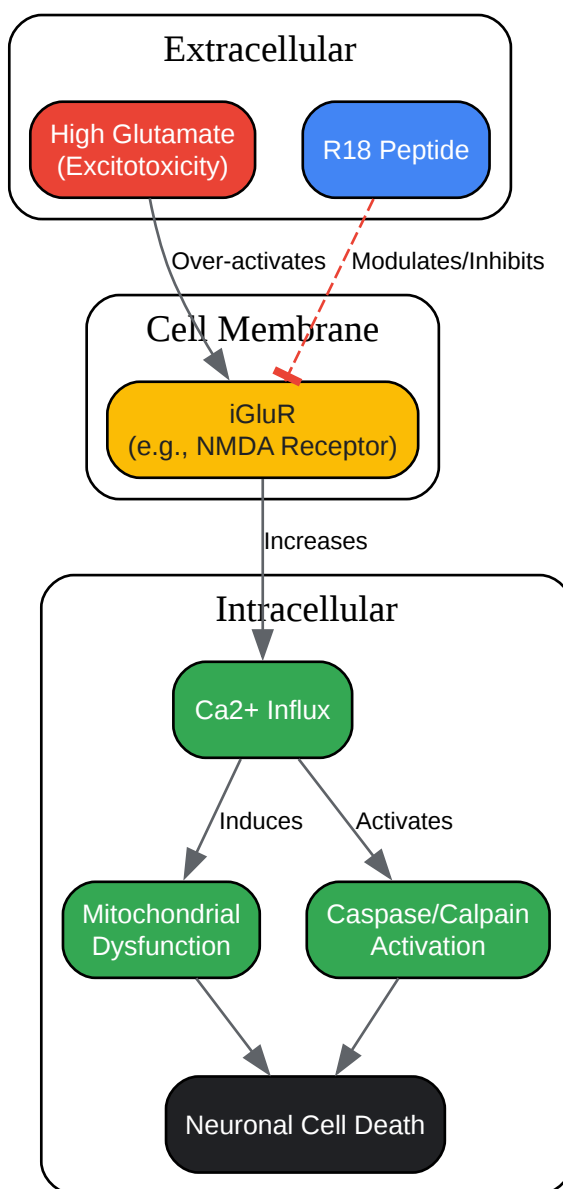 Extracellular
High Glutamate
(Excitotoxicity)
R18 Peptide
Over-activates
Modulates/Inhibits
Cell Membrane
iGluR
(e.g., NMDA Receptor)
Increases
Intracellular
Ca2+ Influx
Induces
Activates
Mitochondrial
Dysfunction
Caspase/Calpain
Activation
Neuronal Cell Death